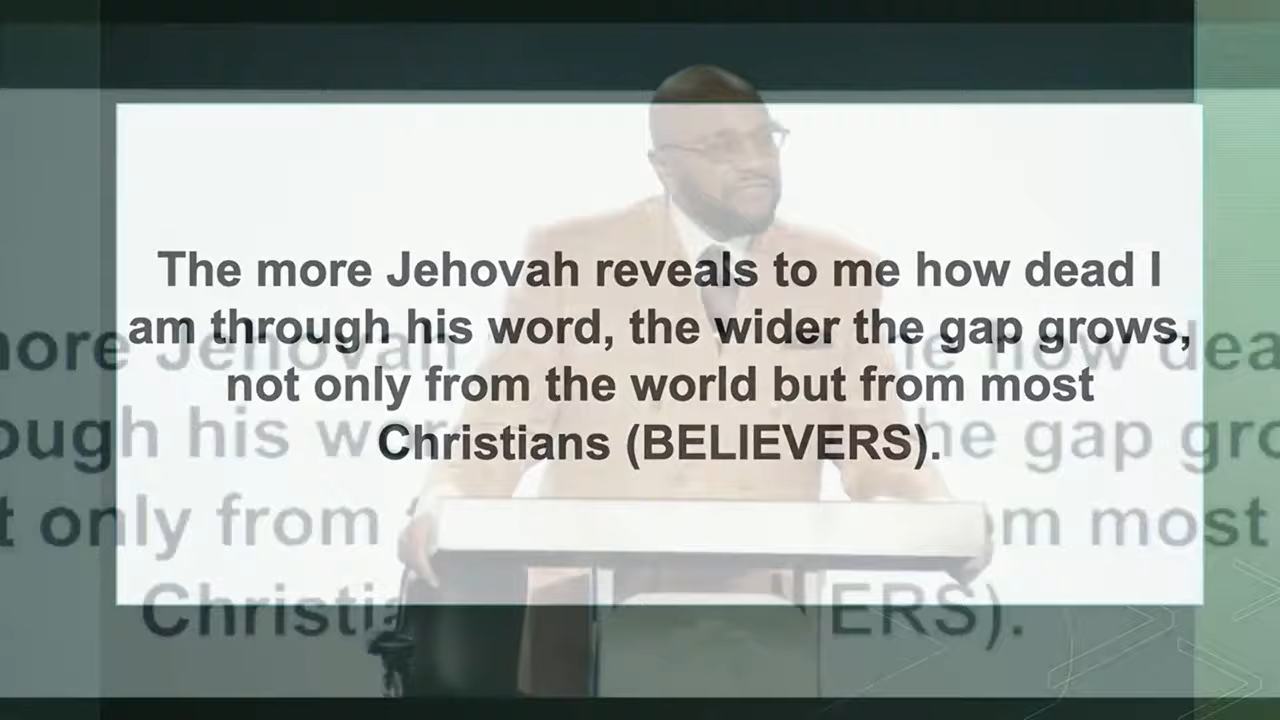 The more Jehovah reveals to me how dead I
am through his word, the wider the gap grows,
not only from the world but from most
Christians (BELIEVERS).